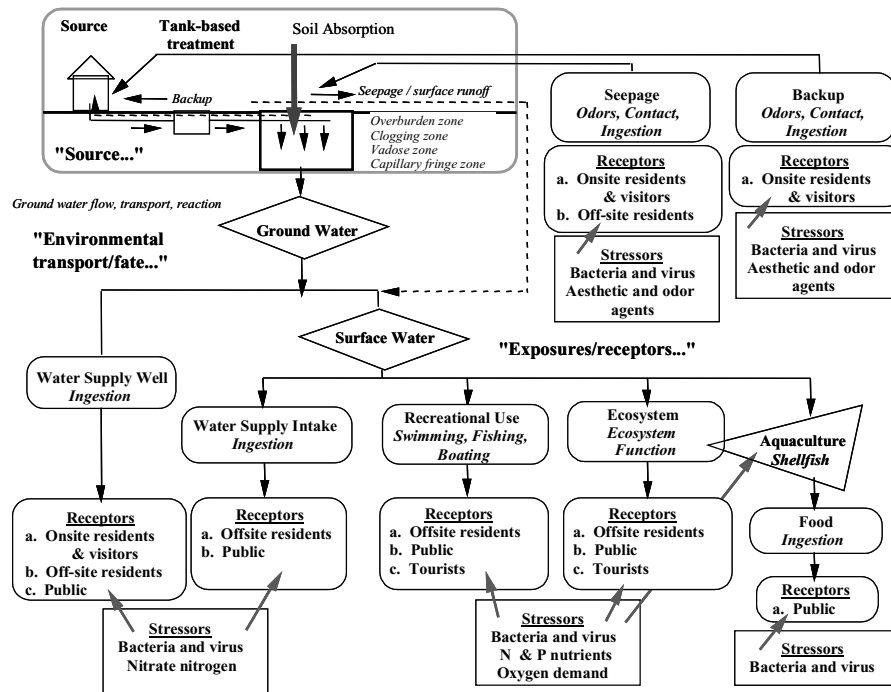 Source
Tank-based
treatment
Soil Absorption
Backup
Seepage / surface runoff
Overburden zone
Clogging zone
Vadose zone
Capillary fringe zone
"Source..."
Seepage
Odors, Contact,
Ingestion
Backup
Odors, Contact,
Ingestion
Receptors
a. Onsite residents
& visitors
b. Off-site residents
Receptors
a. Onsite residents
& visitors
Stressors
Bacteria and virus
Aesthetic and odor
agents
Stressors
Bacteria and virus
Aesthetic and odor
agents
Ground water flow, transport, reaction
Ground Water
"Environmental
transport/fate..."
Surface Water
"Exposures/receptors..."
Water Supply Well
Ingestion
Water Supply Intake
Ingestion
Recreational Use
Swimming, Fishing,
Boating
Ecosystem
Ecosystem
Function
Aquaculture
Shellfish
Receptors
a. Onsite residents
& visitors
b. Off-site residents
c. Public
Receptors
a. Offsite residents
b. Public
Receptors
a. Offsite residents
b. Public
c. Tourists
Receptors
a. Offsite residents
b. Public
c. Tourists
Food
Ingestion
Receptors
a. Public
Stressors
Bacteria and virus
Nitrate nitrogen
Stressors
Bacteria and virus
N & P nutrients
Oxygen demand
Stressors
Bacteria and virus